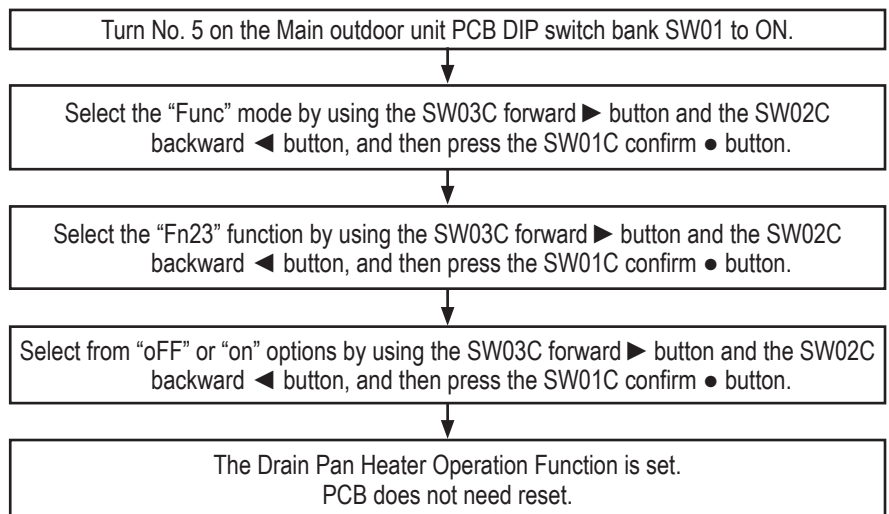 Turn No. 5 on the Main outdoor unit PCB DIP switch bank SW01 to ON.
Select the “Func” mode by using the SW03C forward ► button and the SW02C
backward ◄ button, and then press the SW01C confirm ● button.
Select the “Fn23” function by using the SW03C forward ► button and the SW02C
backward ◄ button, and then press the SW01C confirm ● button.
Select from “oFF” or “on” options by using the SW03C forward ► button and the SW02C
backward ◄ button, and then press the SW01C confirm ● button.
The Drain Pan Heater Operation Function is set.
PCB does not need reset.